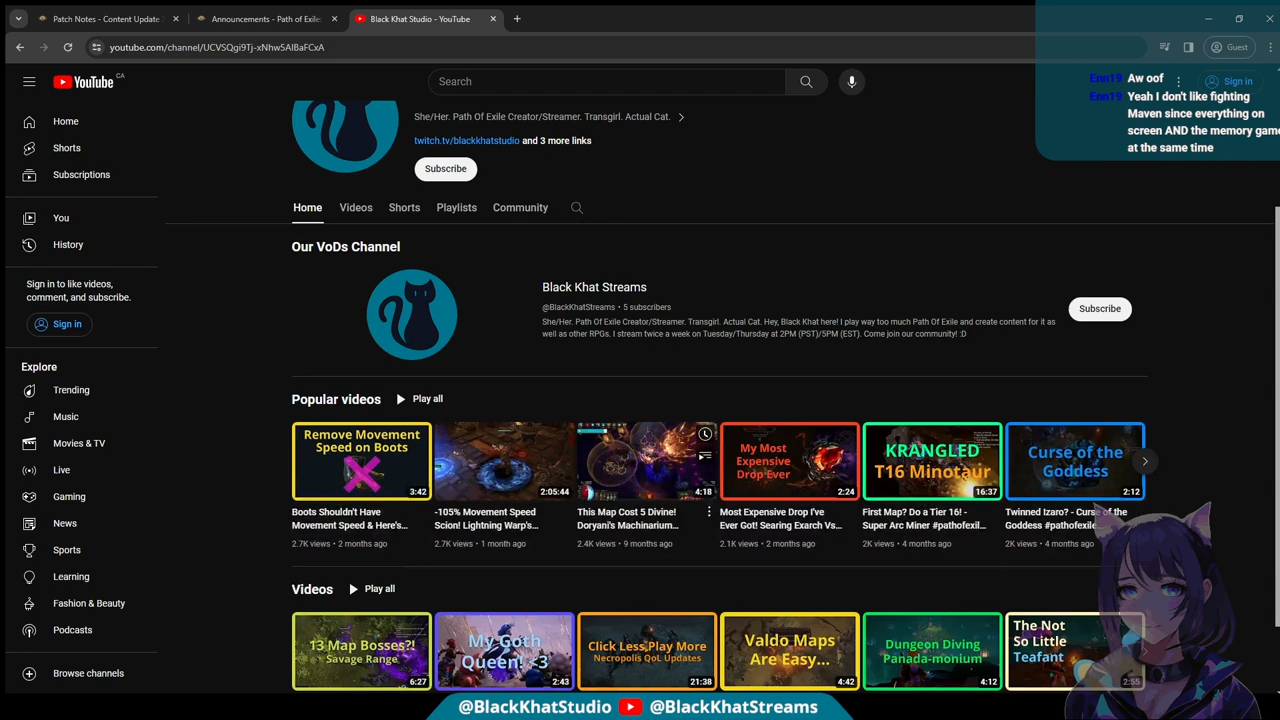 Patch Notes - Content Update
Announcements - Path of Exile
Black Khat Studio - YouTube
youtube.com/channel/UCVSQgi9Tj-xNhw5AlBaFCxA
Guest
YouTube CA
Search
Sign in
Enn19 Aw oof
Enn19 Yeah I don't like fighting
Maven since everything on
screen AND the memory game
at the same time
Home
Shorts
Subscriptions
You
History
Sign in to like videos,
comment, and subscribe.
Sign in
Explore
Trending
Music
Movies & TV
Live
Gaming
News
Sports
Learning
Fashion & Beauty
Podcasts
Browse channels
She/Her. Path Of Exile Creator/Streamer. Transgirl. Actual Cat.
twitch.tv/blackkhatstudio and 3 more links
Subscribe
Home Videos Shorts Playlists Community
Our VoDs Channel
Black Khat Streams
@BlackKhatStreams • 5 subscribers
She/Her. Path Of Exile Creator/Streamer. Transgirl. Actual Cat. Hey, Black Khat here! I play way too much Path Of Exile and create content for it as
well as other RPGs. I stream twice a week on Tuesday/Thursday at 2PM (PST)/5PM (EST). Come join our community! :D
Subscribe
Popular videos Play all
Remove Movement
Speed on Boots
3:42
Boots Shouldn't Have
Movement Speed & Here's...
2.7K views • 2 months ago
2:05:44
-105% Movement Speed
Scion! Lightning Warp's...
2.7K views • 1 month ago
4:18
This Map Cost 5 Divine!
Doryani's Machinarium...
2.4K views • 9 months ago
My Most
Expensive
Drop Ever
2:24
Most Expensive Drop I've
Ever Got! Searing Exarch Vs...
2.1K views • 2 months ago
KRANGLED
T16 Minotaur
16:37
First Map? Do a Tier 16! -
Super Arc Miner #pathofexil...
2K views • 4 months ago
Curse of the
Goddess
2:12
Twinned Izaro? - Curse of the
Goddess #pathofexile...
2K views • 4 months ago
Videos Play all
13 Map Bosses?!
Savage Range
6:27
My Goth
Queen! <3
2:43
Click Less,Play More
Necropolis QoL Updates
21:38
Valdo Maps
Are Easy...
4:42
Dungeon Diving
Panada-monium
4:12
The Not
So Little
Teafant
2:55
@BlackKhatStudio @BlackKhatStreams